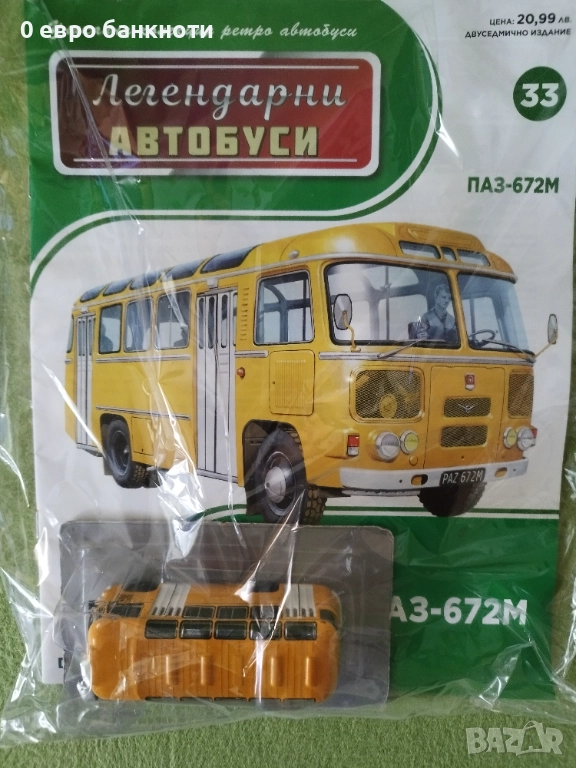 0 евро банкноти
ретро автобуси
ЦЕНА: 20,99 ЛВ.
ДВУСЕДМИЧНО ИЗДАНИЕ
Легендарни
АВТОБУСИ
33
ПАЗ-672М
PAZ 672M
АЗ-672М
BAZAR